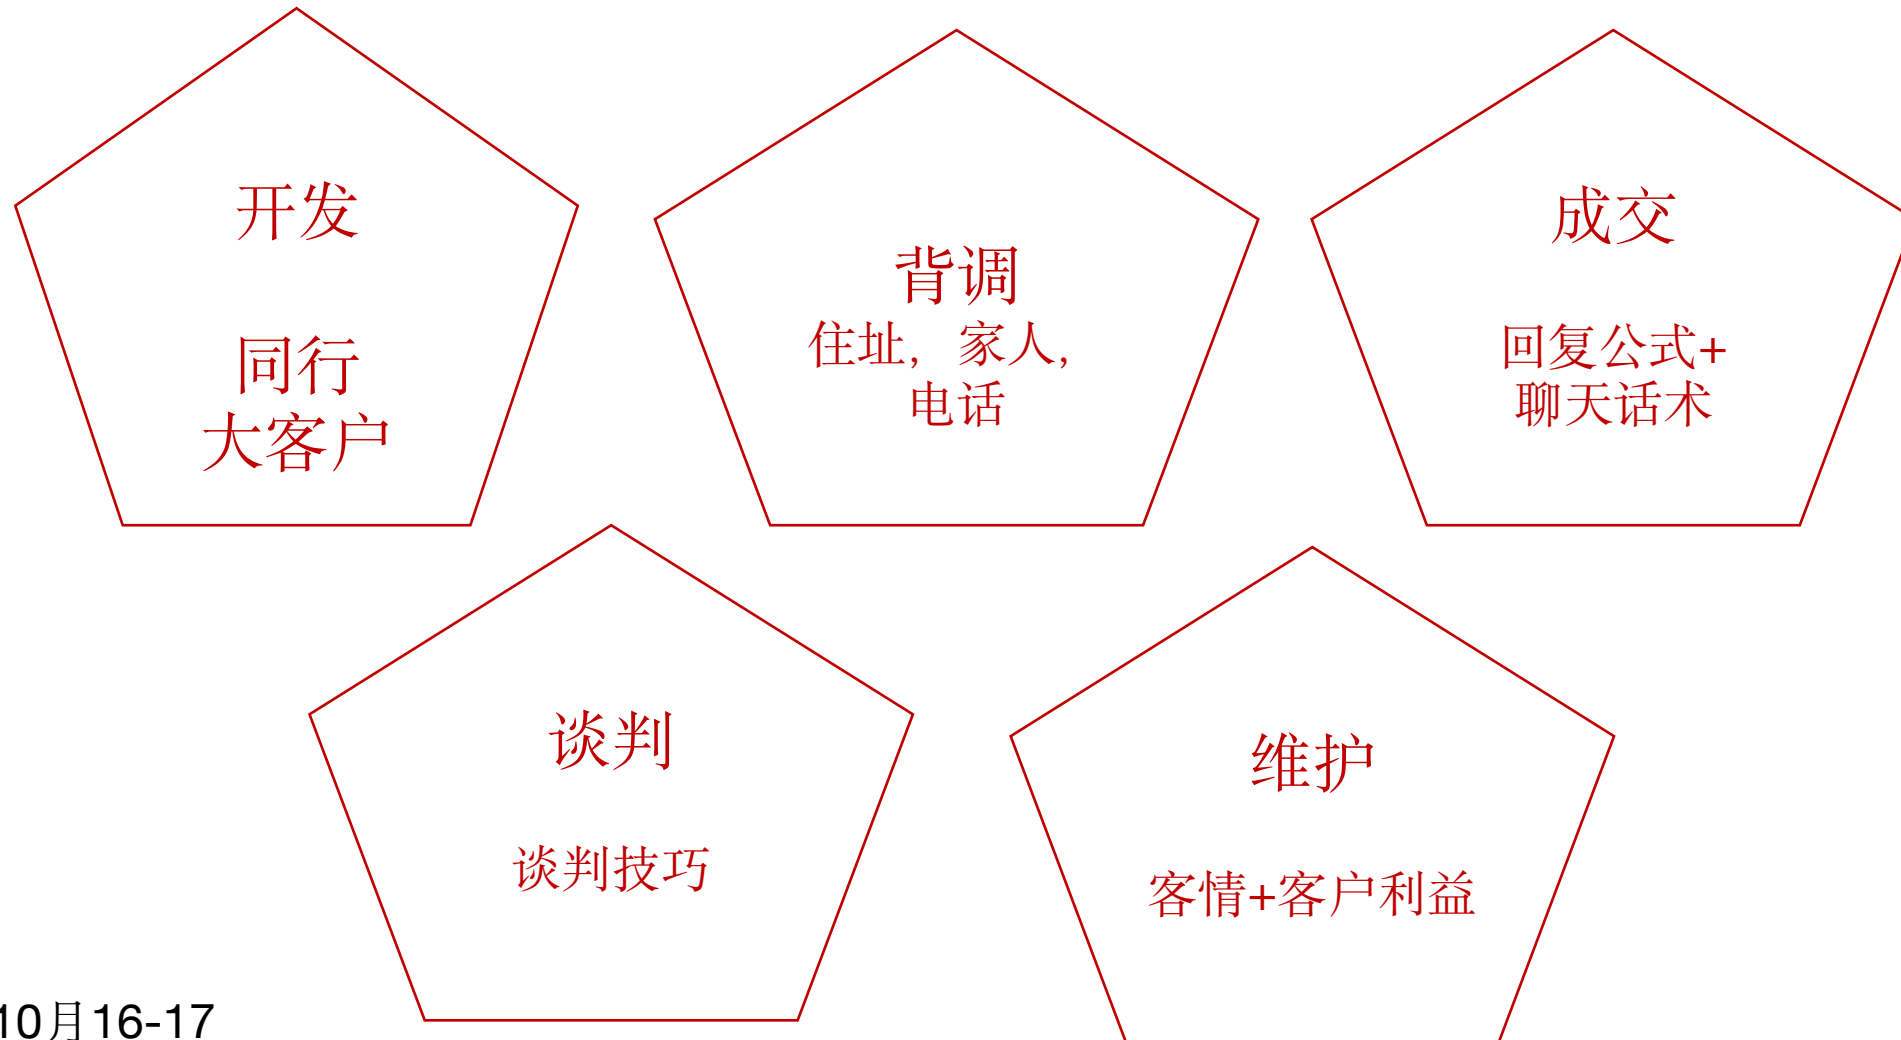 开发
同行
大客户
背调
住址，家人，
电话
成交
回复公式+
聊天话术
谈判
谈判技巧
维护
客情+客户利益
10月16-17